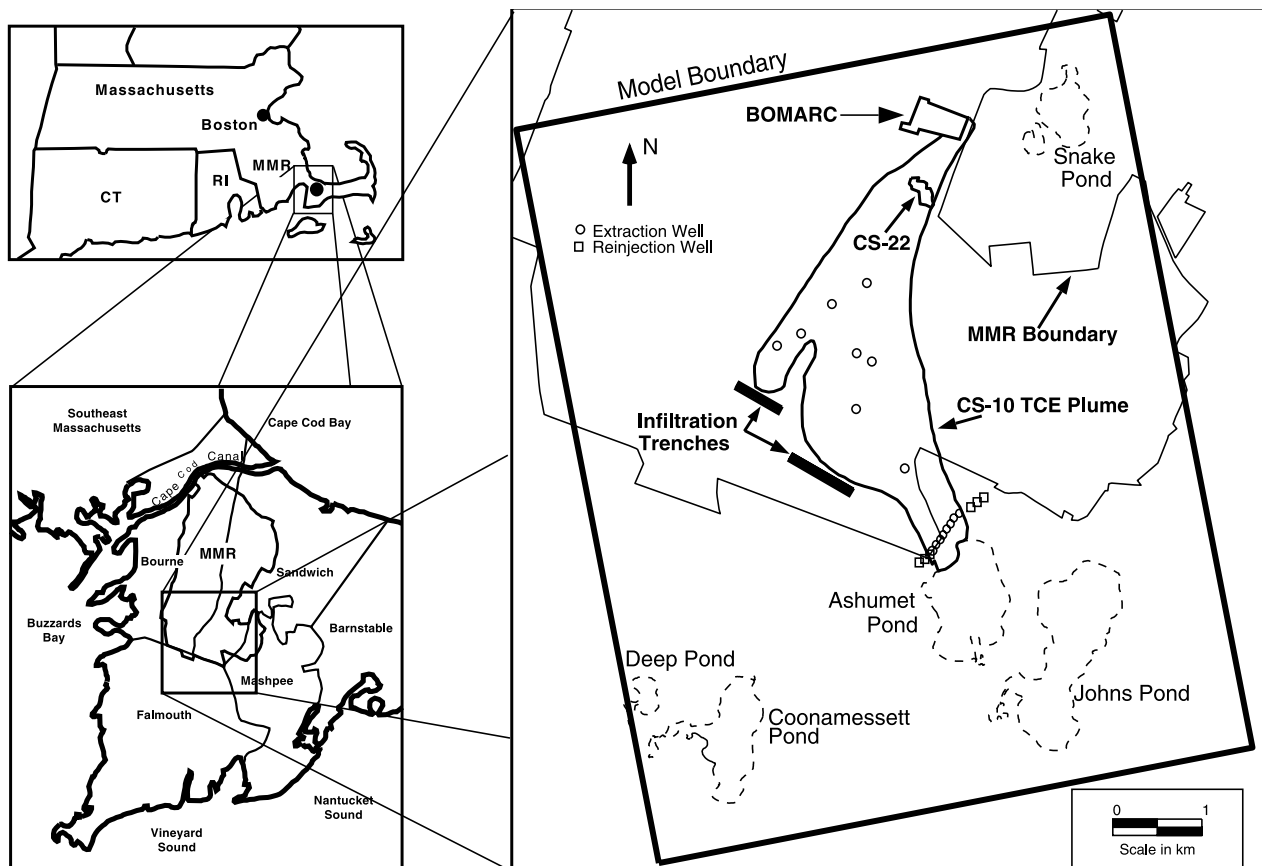 Massachusetts
Boston
MMR
RI
CT
Southeast
Massachusetts
Cape Cod Bay
Cape Cod Canal
MMR
Bourne
Sandwich
Buzzards
Bay
Barnstable
Mashpee
Falmouth
Nantucket
Sound
Vineyard
Sound
Model Boundary
BOMARC
N
Snake
Pond
Extraction Well
Reinjection Well
CS-22
MMR
Boundary
CS-10 TCE Plume
Infiltration
Trenches
Ashumet
Pond
Deep Pond
Coonamessett
Pond
Johns Pond
0 1
Scale in km